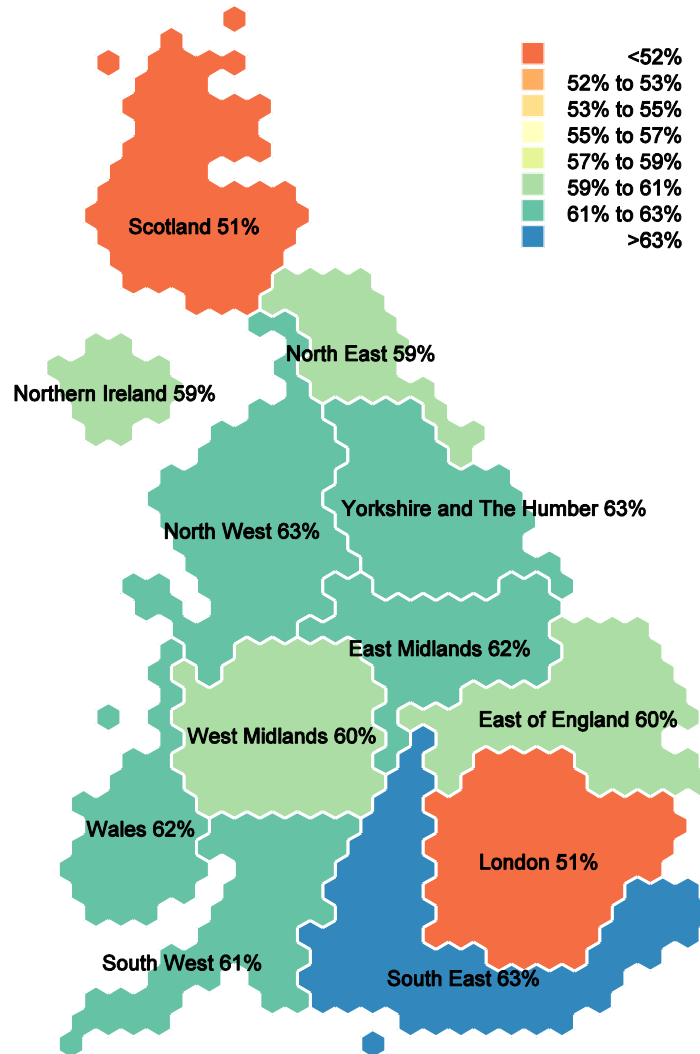 <52%
52% to 53%
53% to 55%
55% to 57%
57% to 59%
59% to 61%
61% to 63%
>63%
Scotland 51%
North East 59%
Northern Ireland 59%
Yorkshire and The Humber 63%
North West 63%
East Midlands 62%
East of England 60%
West Midlands 60%
Wales 62%
London 51%
South West 61%
South East 63%